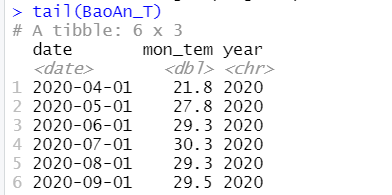 > tail(BaoAn_T)
# A tibble: 6 x 3
date mon_tem year
<date> <dbl> <chr>
1 2020-04-01 21.8 2020
2 2020-05-01 27.8 2020
3 2020-06-01 29.3 2020
4 2020-07-01 30.3 2020
5 2020-08-01 29.3 2020
6 2020-09-01 29.5 2020